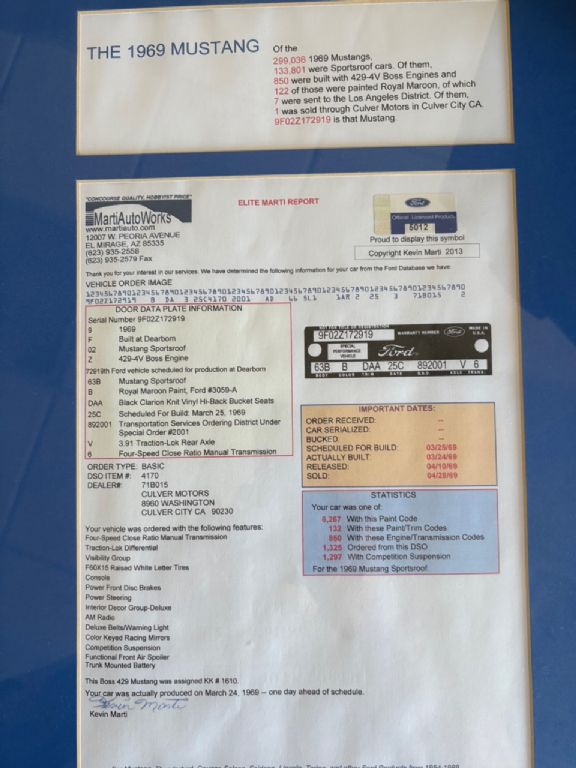 THE 1969 MUSTANG
Of the
299,036 1969 Mustangs,
133,801 were Sportsroof cars. Of them,
850 were built with 429-4V Boss Engines and
122 of those were painted Royal Maroon, of which
7 were sent to the Los Angeles District. Of them,
1 was sold through Culver Motors in Culver City CA.
9F02Z172919 is that Mustang.
"CONCOURSE QUALITY, HOBBYIST PRICE"
MartiAutoWorks
www.martiauto.com
12007 W. PEORIA AVENUE
EL MIRAGE, AZ 85335
(623) 935-2558
(623) 935-2579 Fax
ELITE MARTI REPORT
Ford
Official Licensed Product
5012
Proud to display this symbol
Copyright Kevin Marti 2013
Thank you for your interest in our services. We have determined the following information for your car from the Ford Database we have:
VEHICLE ORDER IMAGE
12345678901234567890123456789012345678901234567890123456789012345678901234567890
9F02Z172919 B DA 3 25C4170 2001 AD 66 5L1 1AR 2 25 3 71B015 2
DOOR DATA PLATE INFORMATION
Serial Number 9F02Z172919
9 1969
F Built at Dearborn
02 Mustang Sportsroof
Z 429-4V Boss Engine
72919th Ford vehicle scheduled for production at Dearborn
63B Mustang Sportsroof
B Royal Maroon Paint, Ford #3059-A
DAA Black Clarion Knit Vinyl Hi-Back Bucket Seats
25C Scheduled For Build: March 25, 1969
892001 Transportation Services Ordering District Under
Special Order #2001
V 3.91 Traction-Lok Rear Axle
6 Four-Speed Close Ratio Manual Transmission
NOT FOR TITLE OR REGISTRATION
9F02Z172919
WARRANTY NUMBER
Ford
MADE IN
U.S.A.
SPECIAL
PERFORMANCE
VEHICLE
Ford
63B B DAA 25C 892001 V 6
BODY COLOR TRIM DATE D.S.O. AXLE TRANS.
IMPORTANT DATES:
ORDER RECEIVED: --
CAR SERIALIZED: --
BUCKED: --
SCHEDULED FOR BUILD: 03/25/69
ACTUALLY BUILT: 03/24/69
RELEASED: 04/10/69
SOLD: 04/28/69
ORDER TYPE: BASIC
DSO ITEM #: 4170
DEALER#: 71B015
CULVER MOTORS
8960 WASHINGTON
CULVER CITY CA 90230
STATISTICS
Your car was one of:
6,267 With this Paint Code
132 With these Paint/Trim Codes
850 With these Engine/Transmission Codes
1,325 Ordered from this DSO
1,297 With Competition Suspension
For the 1969 Mustang Sportsroof.
Your vehicle was ordered with the following features:
Four-Speed Close Ratio Manual Transmission
Traction-Lok Differential
Visibility Group
F60X15 Raised White Letter Tires
Console
Power Front Disc Brakes
Power Steering
Interior Decor Group-Deluxe
AM Radio
Deluxe Belts/Warning Light
Color Keyed Racing Mirrors
Competition Suspension
Functional Front Air Spoiler
Trunk Mounted Battery
This Boss 429 Mustang was assigned KK # 1610.
Your car was actually produced on March 24, 1969 -- one day ahead of schedule.
Kevin Marti
Kevin Marti